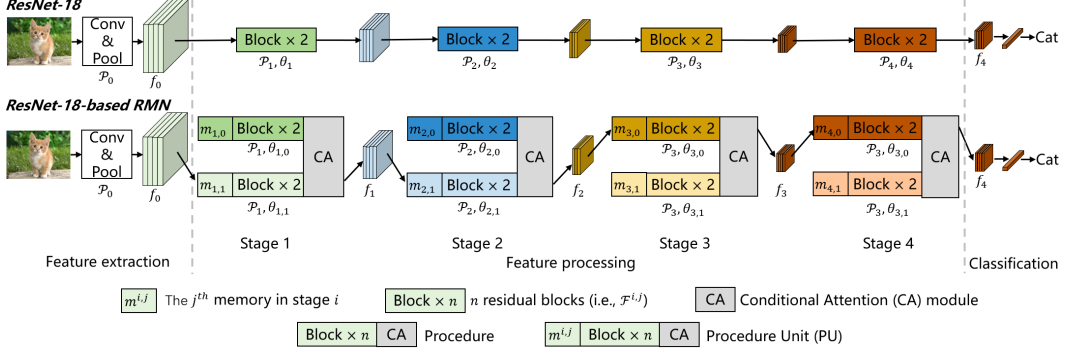 ResNet-18
Conv & Pool
Block × 2
Block × 2
Block × 2
Block × 2
Cat
𝒫₀
f₀
𝒫₁, θ₁
𝒫₂, θ₂
𝒫₃, θ₃
𝒫₄, θ₄
f₄
ResNet-18-based RMN
Conv & Pool
m₁,₀ Block × 2
𝒫₁, θ₁,₀
m₁,₁ Block × 2
𝒫₁, θ₁,₁
CA
m₂,₀ Block × 2
𝒫₂, θ₂,₀
m₂,₁ Block × 2
𝒫₂, θ₂,₁
CA
m₃,₀ Block × 2
𝒫₃, θ₃,₀
m₃,₁ Block × 2
𝒫₃, θ₃,₁
CA
m₄,₀ Block × 2
𝒫₃, θ₃,₀
m₄,₁ Block × 2
𝒫₃, θ₃,₁
CA
Cat
𝒫₀
f₀
f₁
f₂
f₃
f₄
Stage 1
Stage 2
Stage 3
Stage 4
Feature extraction
Feature processing
Classification
mⁱ,ʲ The jᵗʰ memory in stage i
Block × n n residual blocks (i.e., ℱⁱ,ʲ)
CA Conditional Attention (CA) module
Block × n CA Procedure
mⁱ,ʲ Block × n CA Procedure Unit (PU)